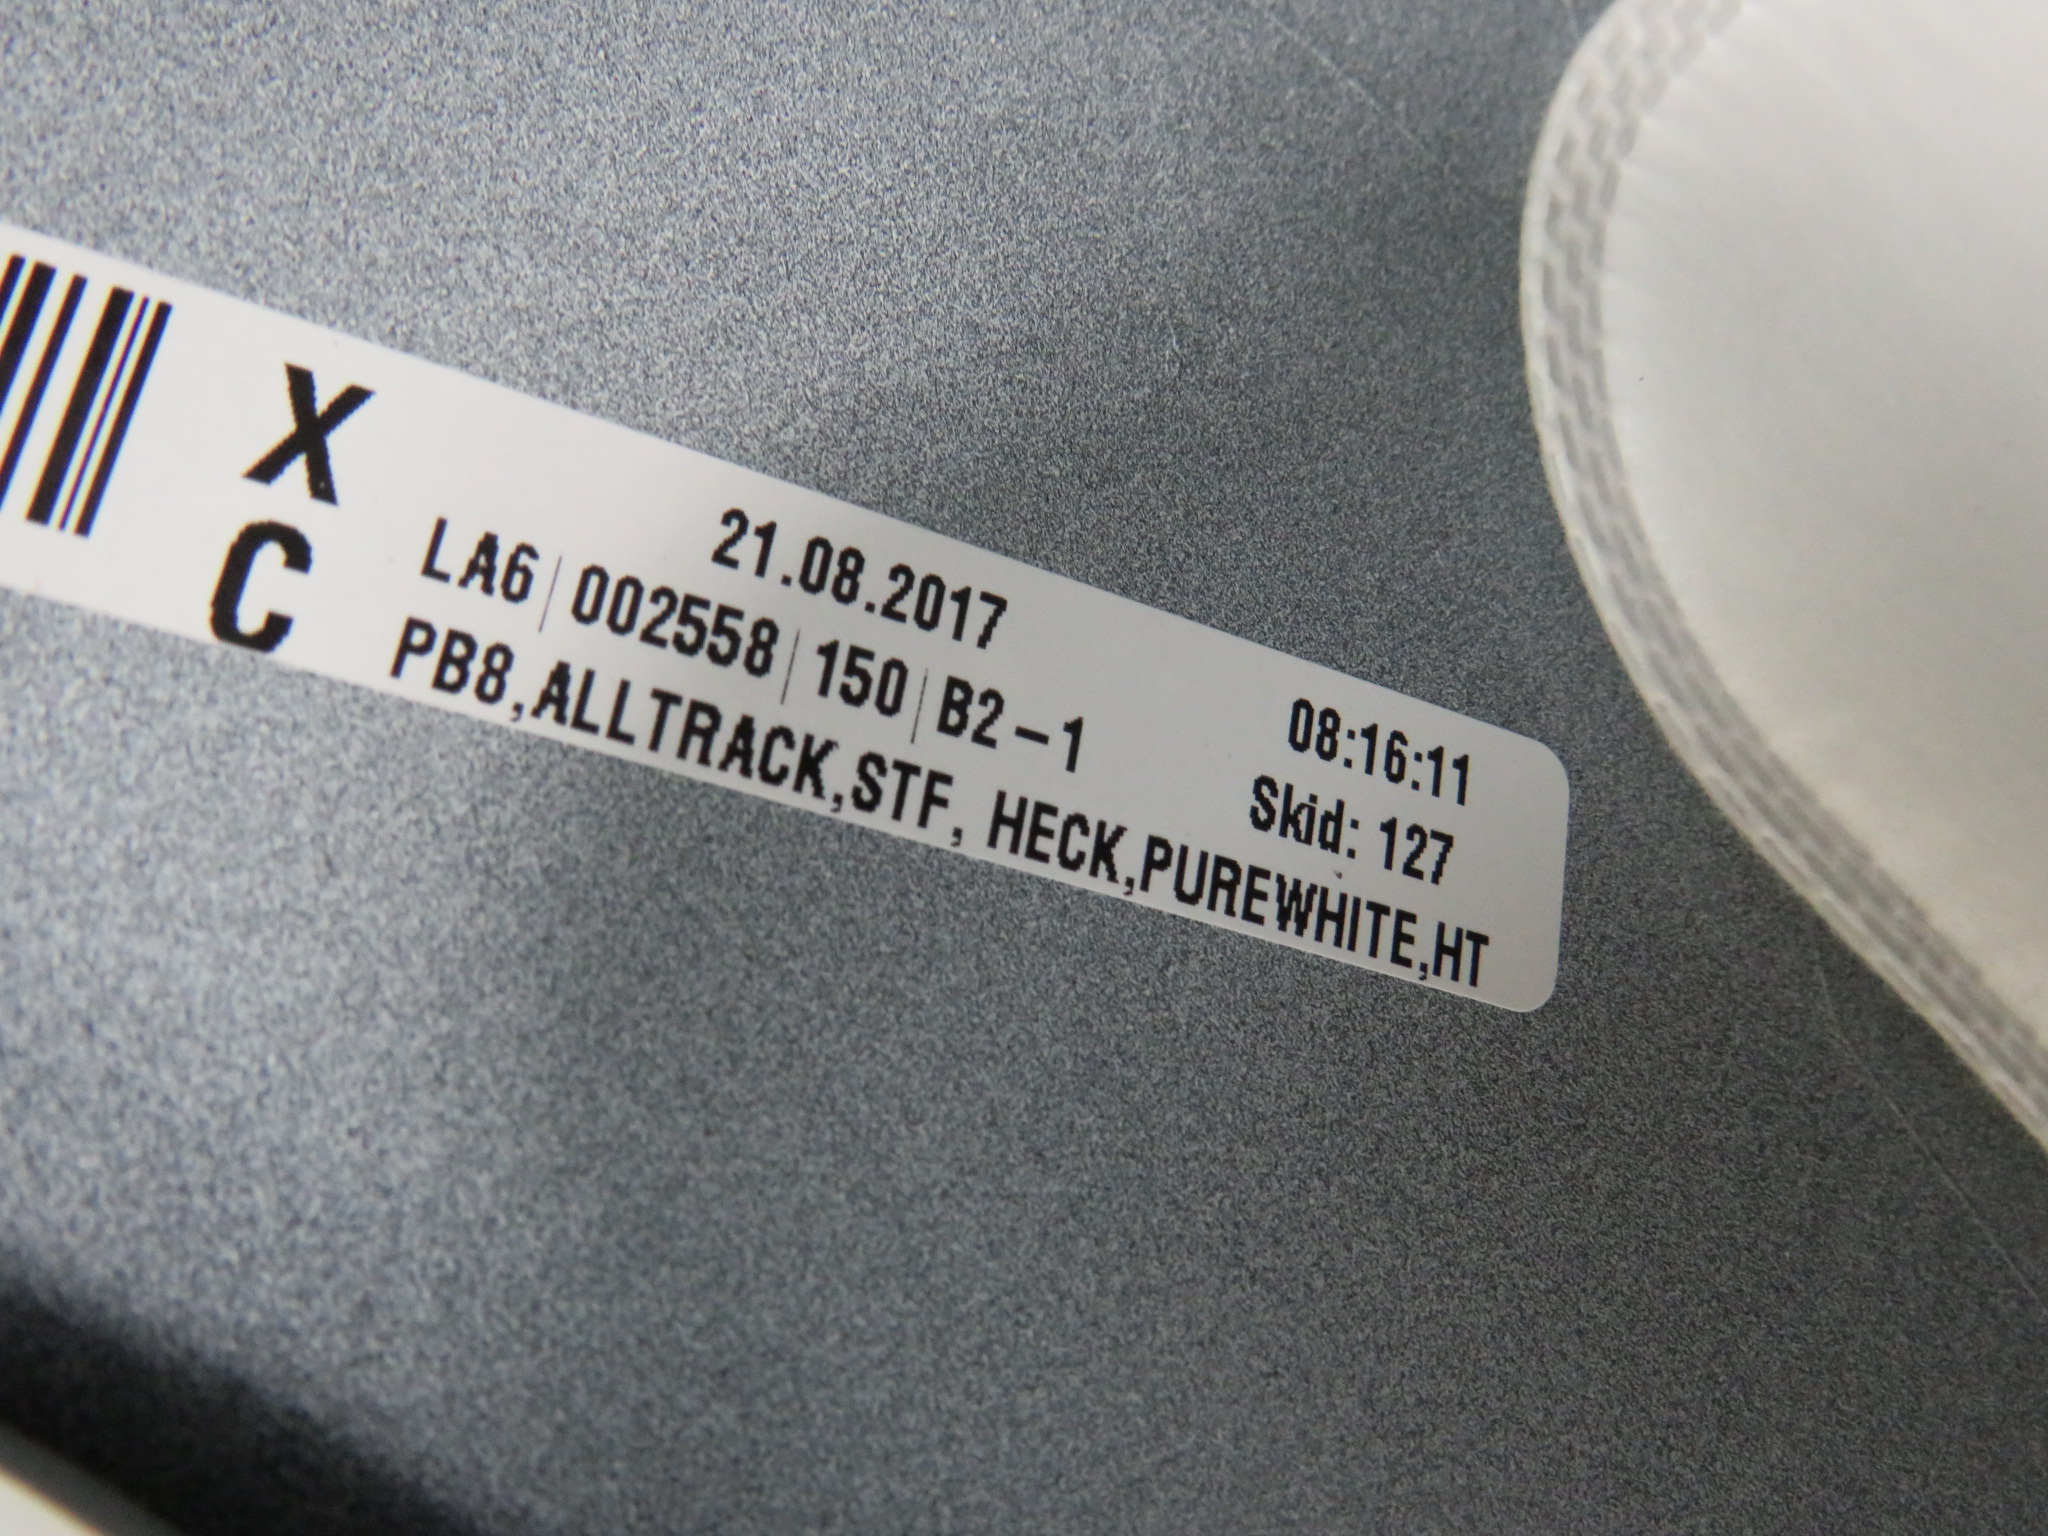 X
C
21.08.2017 08:16:11
LA6 | 002558 | 150 | B2-1 Skid: 127
PB8,ALLTRACK,STF, HECK,PUREWHITE,HT